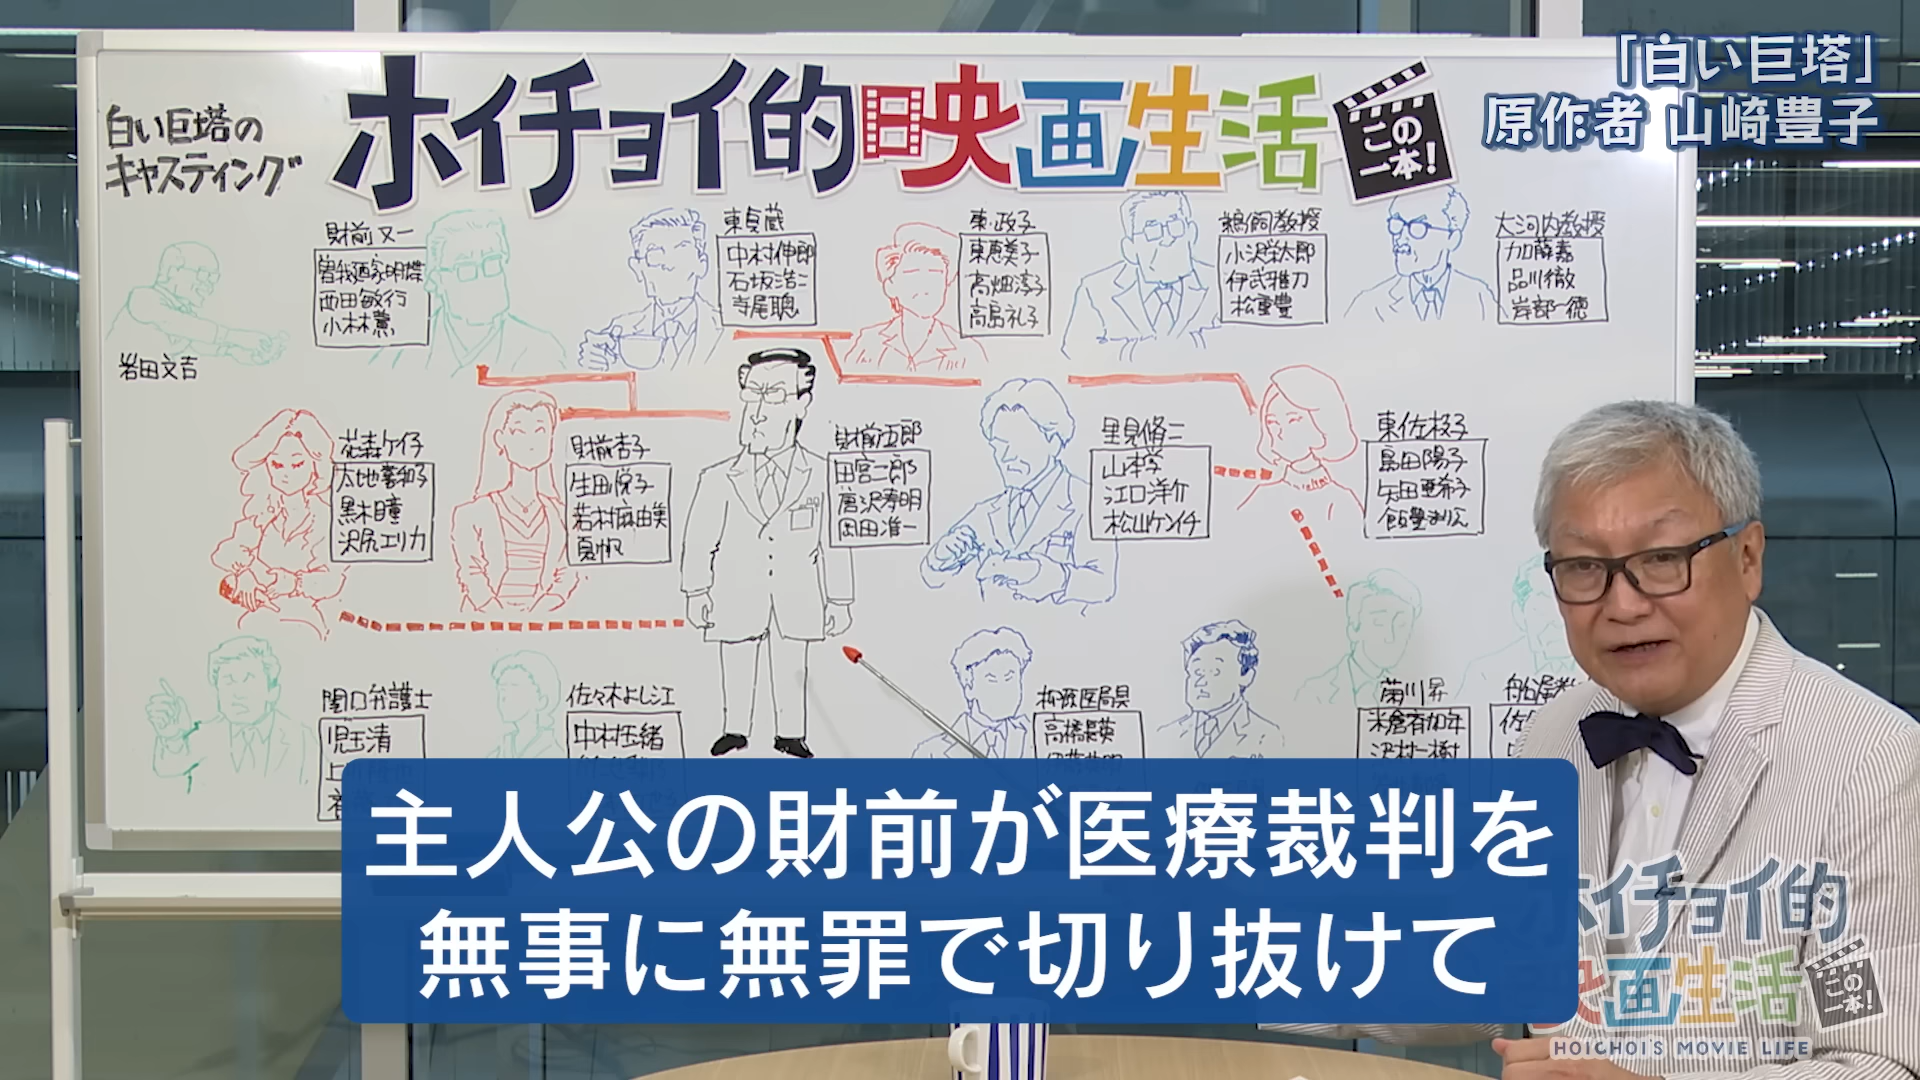 「白い巨塔」
原作者 山崎豊子
ホイチョイ的映画生活
この
一本!
白い巨塔の
キャスティング
岩田文吉
財前又一
曽我廼家明蝶
西田敏行
小林薫
東貞蔵
中村伸郎
石坂浩二
寺尾聰
東政子
東恵美子
高畑淳子
高島礼子
鵜飼教授
小沢栄太郎
伊武雅刀
松重豊
大河内教授
加藤嘉
品川徹
岸部一徳
花森ケイ子
太地喜和子
黒木瞳
沢尻エリカ
財前杏子
生田悦子
若村麻由美
夏帆
財前五郎
田宮二郎
唐沢寿明
岡田准一
里見脩二
山本学
江口洋介
松山ケンイチ
東佐枝子
島田陽子
矢田亜希子
飯豊まりえ
関口弁護士
児玉清
佐々木よし江
中村玉緒
高橋長英
菊川昇
米倉斉加年
沢村一樹
主人公の財前が医療裁判を
無事に無罪で切り抜けて
ホイチョイ的
映画生活
この
一本!
HOICHOI'S MOVIE LIFE